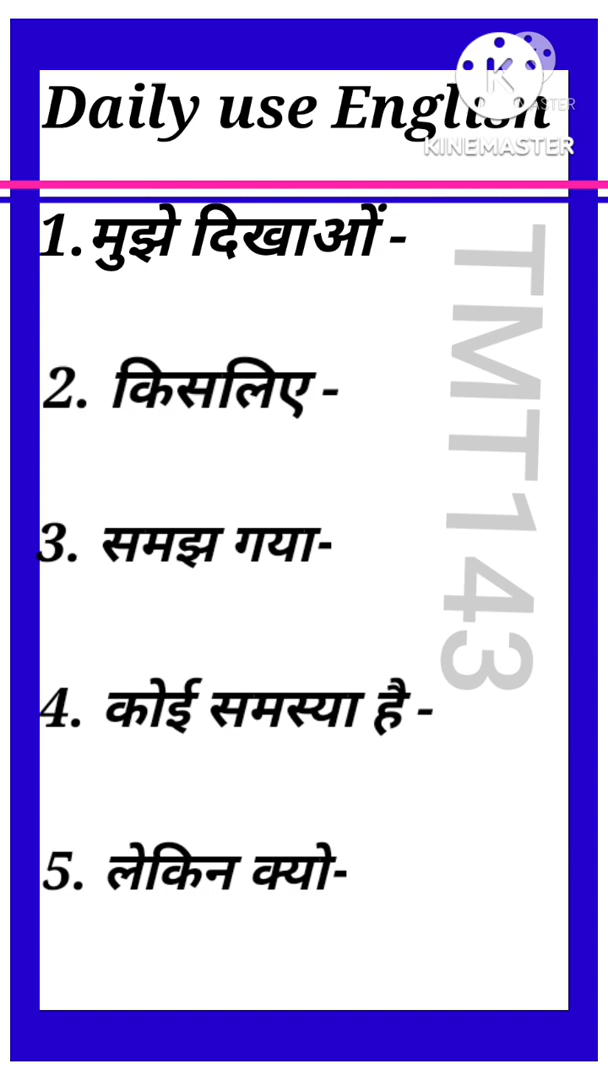 Daily use English
KINEMASTER
1.मुझे दिखाओं -
2. किसलिए -
3. समझ गया-
4. कोई समस्या है -
5. लेकिन क्यो-
TMT143